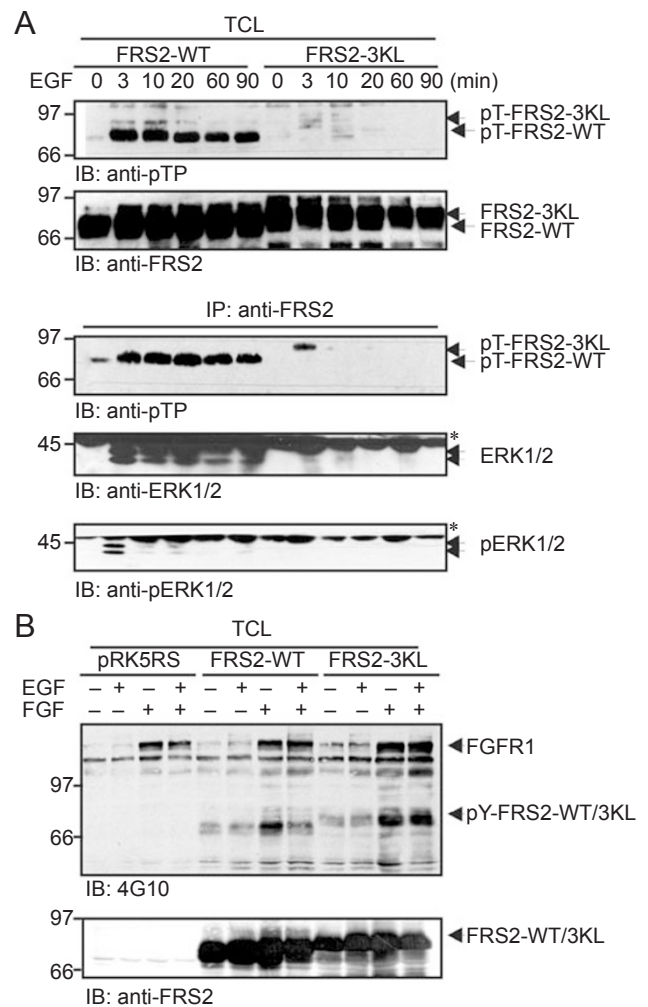 A
TCL
FRS2-WT FRS2-3KL
EGF 0 3 10 20 60 90 0 3 10 20 60 90 (min)
97
66
pT-FRS2-3KL
pT-FRS2-WT
IB: anti-pTP
97
66
FRS2-3KL
FRS2-WT
IB: anti-FRS2
IP: anti-FRS2
97
66
pT-FRS2-3KL
pT-FRS2-WT
IB: anti-pTP
45
*
ERK1/2
IB: anti-ERK1/2
45
*
pERK1/2
IB: anti-pERK1/2
B
TCL
pRK5RS FRS2-WT FRS2-3KL
EGF – + – + – + – + – + – +
FGF – – + + – – + + – – + +
FGFR1
97
66
pY-FRS2-WT/3KL
IB: 4G10
97
66
FRS2-WT/3KL
IB: anti-FRS2